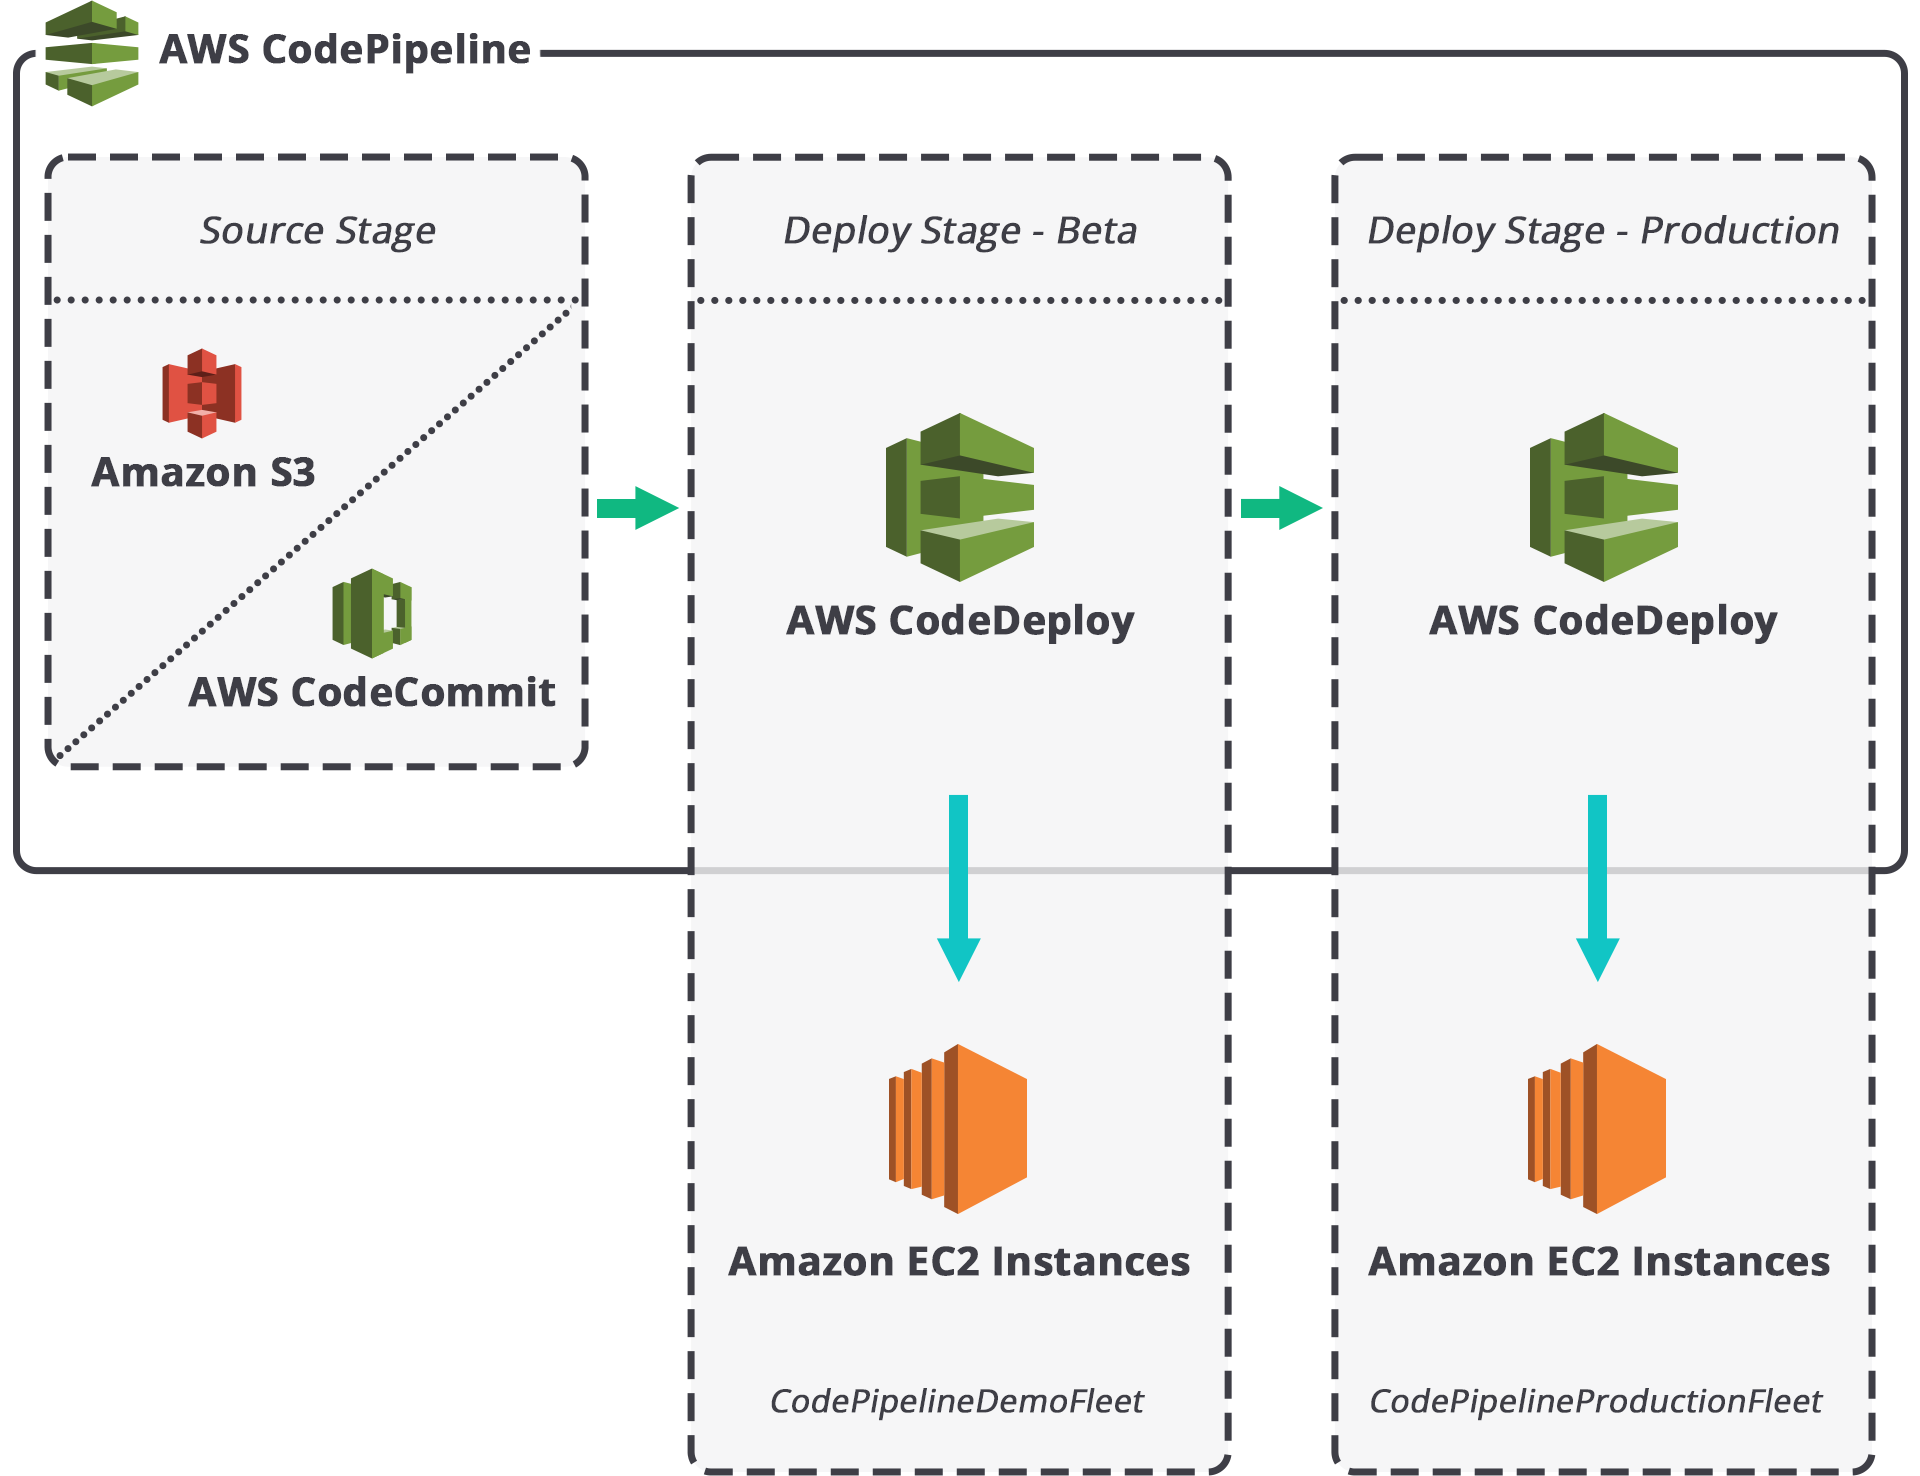 AWS CodePipeline
Source Stage
Amazon S3
AWS CodeCommit
Deploy Stage - Beta
AWS CodeDeploy
Amazon EC2 Instances
CodePipelineDemoFleet
Deploy Stage - Production
AWS CodeDeploy
Amazon EC2 Instances
CodePipelineProductionFleet